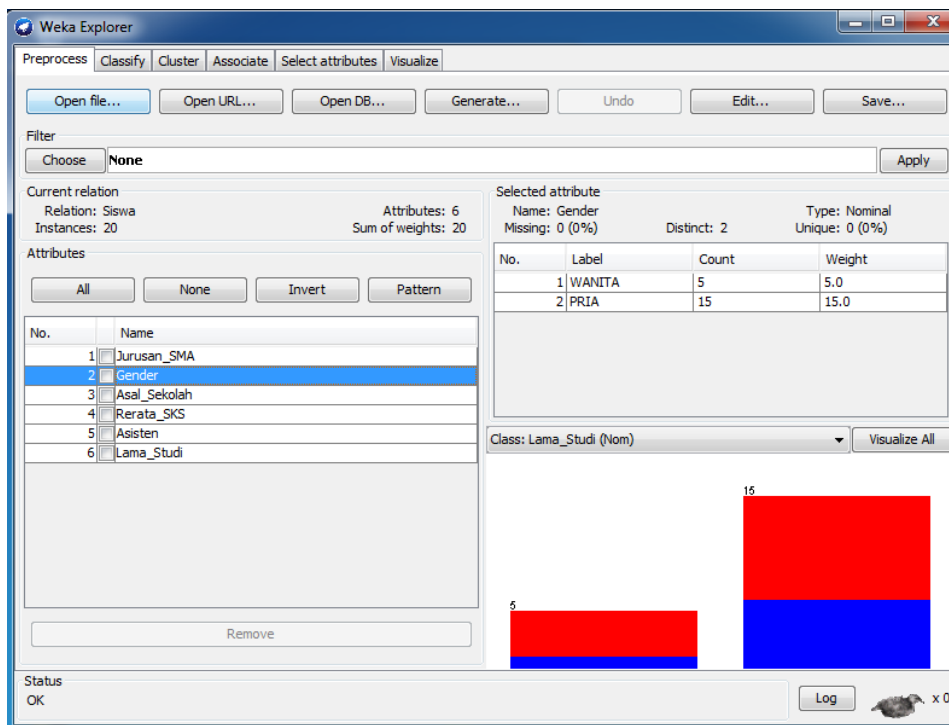 Weka Explorer
Preprocess Classify Cluster Associate Select attributes Visualize
Open file... Open URL... Open DB... Generate... Undo Edit... Save...
Filter
Choose None Apply
Current relation
Relation: Siswa Attributes: 6
Instances: 20 Sum of weights: 20
Attributes
All None Invert Pattern
No. Name
1 Jurusan_SMA
2 Gender
3 Asal_Sekolah
4 Rerata_SKS
5 Asisten
6 Lama_Studi
Remove
Selected attribute
Name: Gender Type: Nominal
Missing: 0 (0%) Distinct: 2 Unique: 0 (0%)
No. Label Count Weight
1 WANITA 5 5.0
2 PRIA 15 15.0
Class: Lama_Studi (Nom) Visualize All
15
5
Status
OK
Log x 0